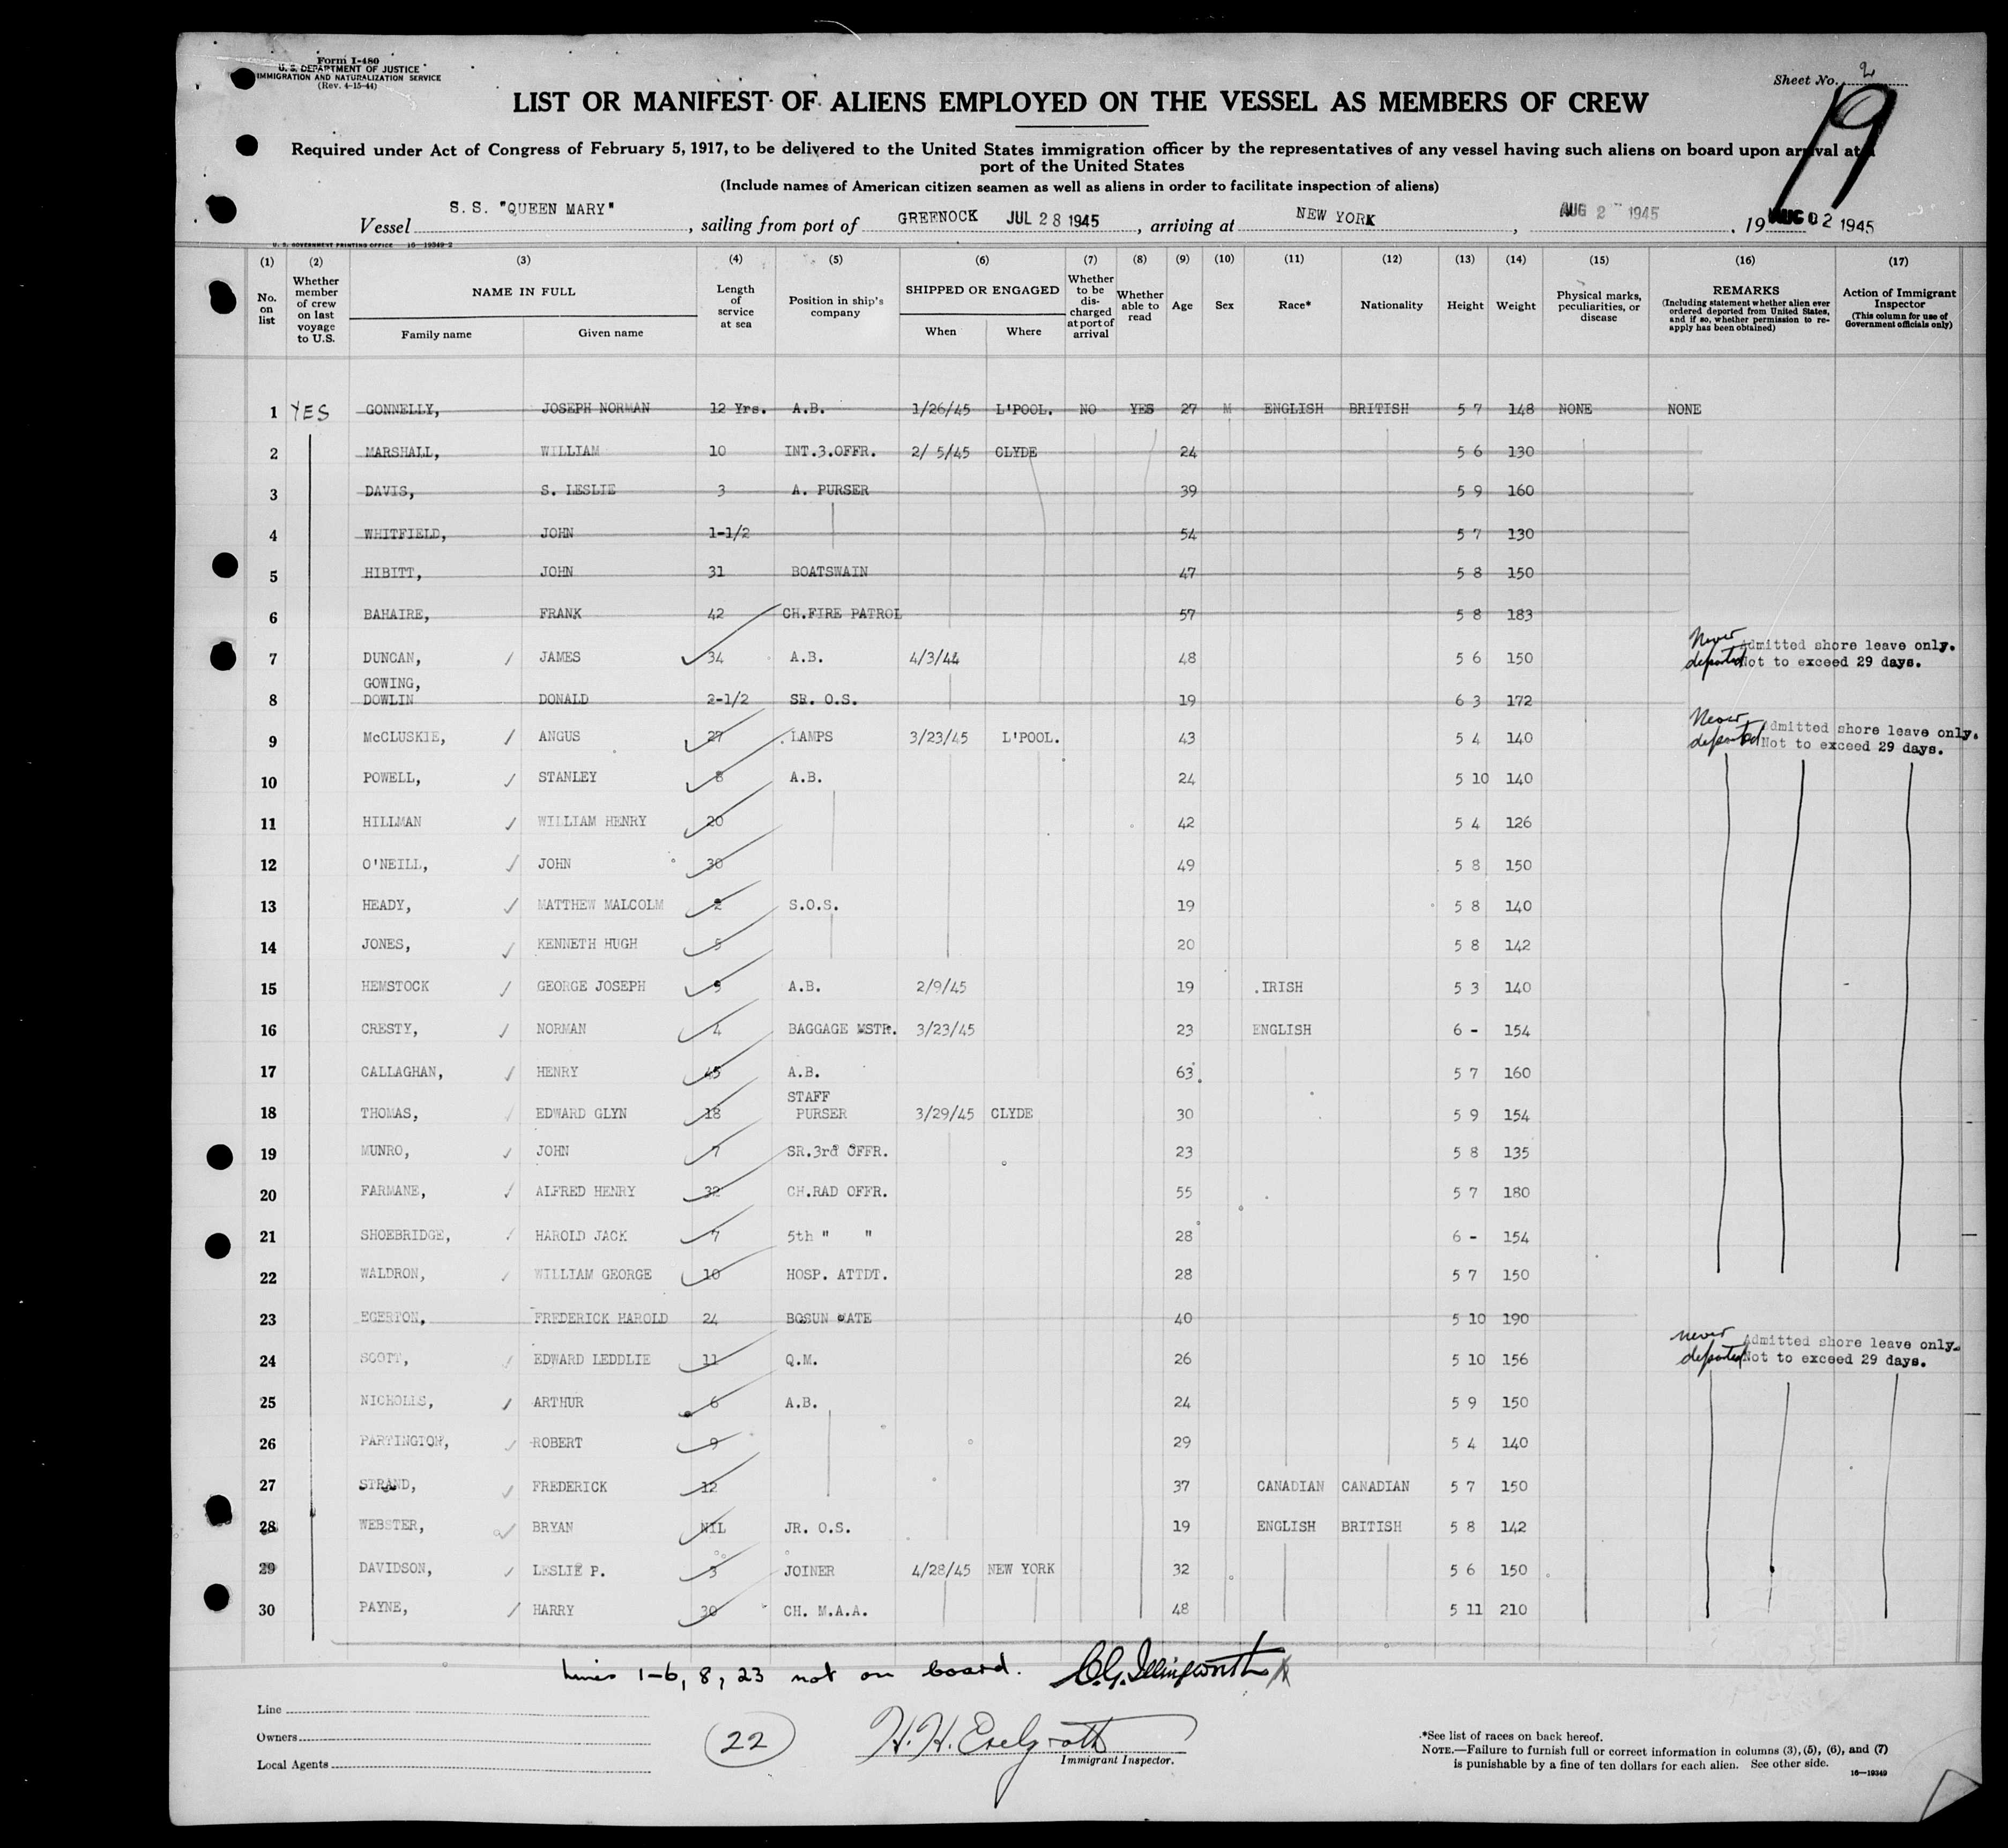 Form I-480
U. S. DEPARTMENT OF JUSTICE
IMMIGRATION AND NATURALIZATION SERVICE
(Rev. 4-15-44)
Sheet No. 2
19
LIST OR MANIFEST OF ALIENS EMPLOYED ON THE VESSEL AS MEMBERS OF CREW
Required under Act of Congress of February 5, 1917, to be delivered to the United States immigration officer by the representatives of any vessel having such aliens on board upon arrival at a
port of the United States
(Include names of American citizen seamen as well as aliens in order to facilitate inspection of aliens)
Vessel S. S. "QUEEN MARY", sailing from port of GREENOCK JUL 28 1945, arriving at NEW YORK, AUG 2 1945, 19 AUG 02 1945
U. S. GOVERNMENT PRINTING OFFICE 16-19349-2
(1) No. on list
(2) Whether member of crew on last voyage to U.S.
(3) NAME IN FULL Family name Given name
(4) Length of service at sea
(5) Position in ship's company
(6) SHIPPED OR ENGAGED When Where
(7) Whether to be discharged at port of arrival
(8) Whether able to read
(9) Age
(10) Sex
(11) Race*
(12) Nationality
(13) Height
(14) Weight
(15) Physical marks, peculiarities, or disease
(16) REMARKS (Including statement whether alien ever ordered deported from United States, and if so, whether permission to re-apply has been obtained)
(17) Action of Immigrant Inspector (This column for use of Government officials only)
1 YES GONNELLY, JOSEPH NORMAN 12 Yrs. A.B. 1/26/45 L'POOL. NO YES 27 M ENGLISH BRITISH 5 7 148 NONE NONE
2 MARSHALL, WILLIAM 10 INT.3.OFFR. 2/ 5/45 CLYDE 24 5 6 130
3 DAVIS, S. LESLIE 3 A. PURSER 39 5 9 160
4 WHITFIELD, JOHN 1-1/2 54 5 7 130
5 HIBITT, JOHN 31 BOATSWAIN 47 5 8 150
6 BAHAIRE, FRANK 42 CH.FIRE PATROL 57 5 8 183
7 DUNCAN, JAMES 34 A.B. 4/3/44 48 5 6 150 Never deported Admitted shore leave only. Not to exceed 29 days.
GOWING,
8 DOWLIN DONALD 2-1/2 SR. O.S. 19 6 3 172
9 McCLUSKIE, ANGUS 27 LAMPS 3/23/45 L'POOL. 43 5 4 140 Never deported Admitted shore leave only. Not to exceed 29 days.
10 POWELL, STANLEY 8 A.B. 24 5 10 140
11 HILLMAN WILLIAM HENRY 20 42 5 4 126
12 O'NEILL, JOHN 30 49 5 8 150
13 HEADY, MATTHEW MALCOLM 2 S.O.S. 19 5 8 140
14 JONES, KENNETH HUGH 5 20 5 8 142
15 HEMSTOCK GEORGE JOSEPH 5 A.B. 2/9/45 19 IRISH 5 3 140
16 CRESTY, NORMAN 4 BAGGAGE MSTR. 3/23/45 23 ENGLISH 6 - 154
17 CALLAGHAN, HENRY 45 A.B. 63 5 7 160
18 THOMAS, EDWARD GLYN 18 STAFF PURSER 3/29/45 CLYDE 30 5 9 154
19 MUNRO, JOHN 7 SR.3rd OFFR. 23 5 8 135
20 FARMANE, ALFRED HENRY 32 CH.RAD OFFR. 55 5 7 180
21 SHOEBRIDGE, HAROLD JACK 7 5th " " 28 6 - 154
22 WALDRON, WILLIAM GEORGE 10 HOSP. ATTDT. 28 5 7 150
23 EGERTON, FREDERICK HAROLD 24 BOSUN MATE 40 5 10 190
24 SCOTT, EDWARD LEDDLIE 11 Q.M. 26 5 10 156 never deported Admitted shore leave only. Not to exceed 29 days.
25 NICHOLLS, ARTHUR 6 A.B. 24 5 9 150
26 PARTINGTON, ROBERT 9 29 5 4 140
27 STRAND, FREDERICK 12 37 CANADIAN CANADIAN 5 7 150
28 WEBSTER, BRYAN NIL JR. O.S. 19 ENGLISH BRITISH 5 8 142
29 DAVIDSON, LESLIE P. 3 JOINER 4/28/45 NEW YORK 32 5 6 150
30 PAYNE, HARRY 30 CH. M.A.A. 48 5 11 210
Lines 1-6, 8, 23 not on board. C.G. Illingworth
Line
Owners
Local Agents
22
Immigrant Inspector.
*See list of races on back hereof.
NOTE.—Failure to furnish full or correct information in columns (3), (5), (6), and (7)
is punishable by a fine of ten dollars for each alien. See other side.
16-19349